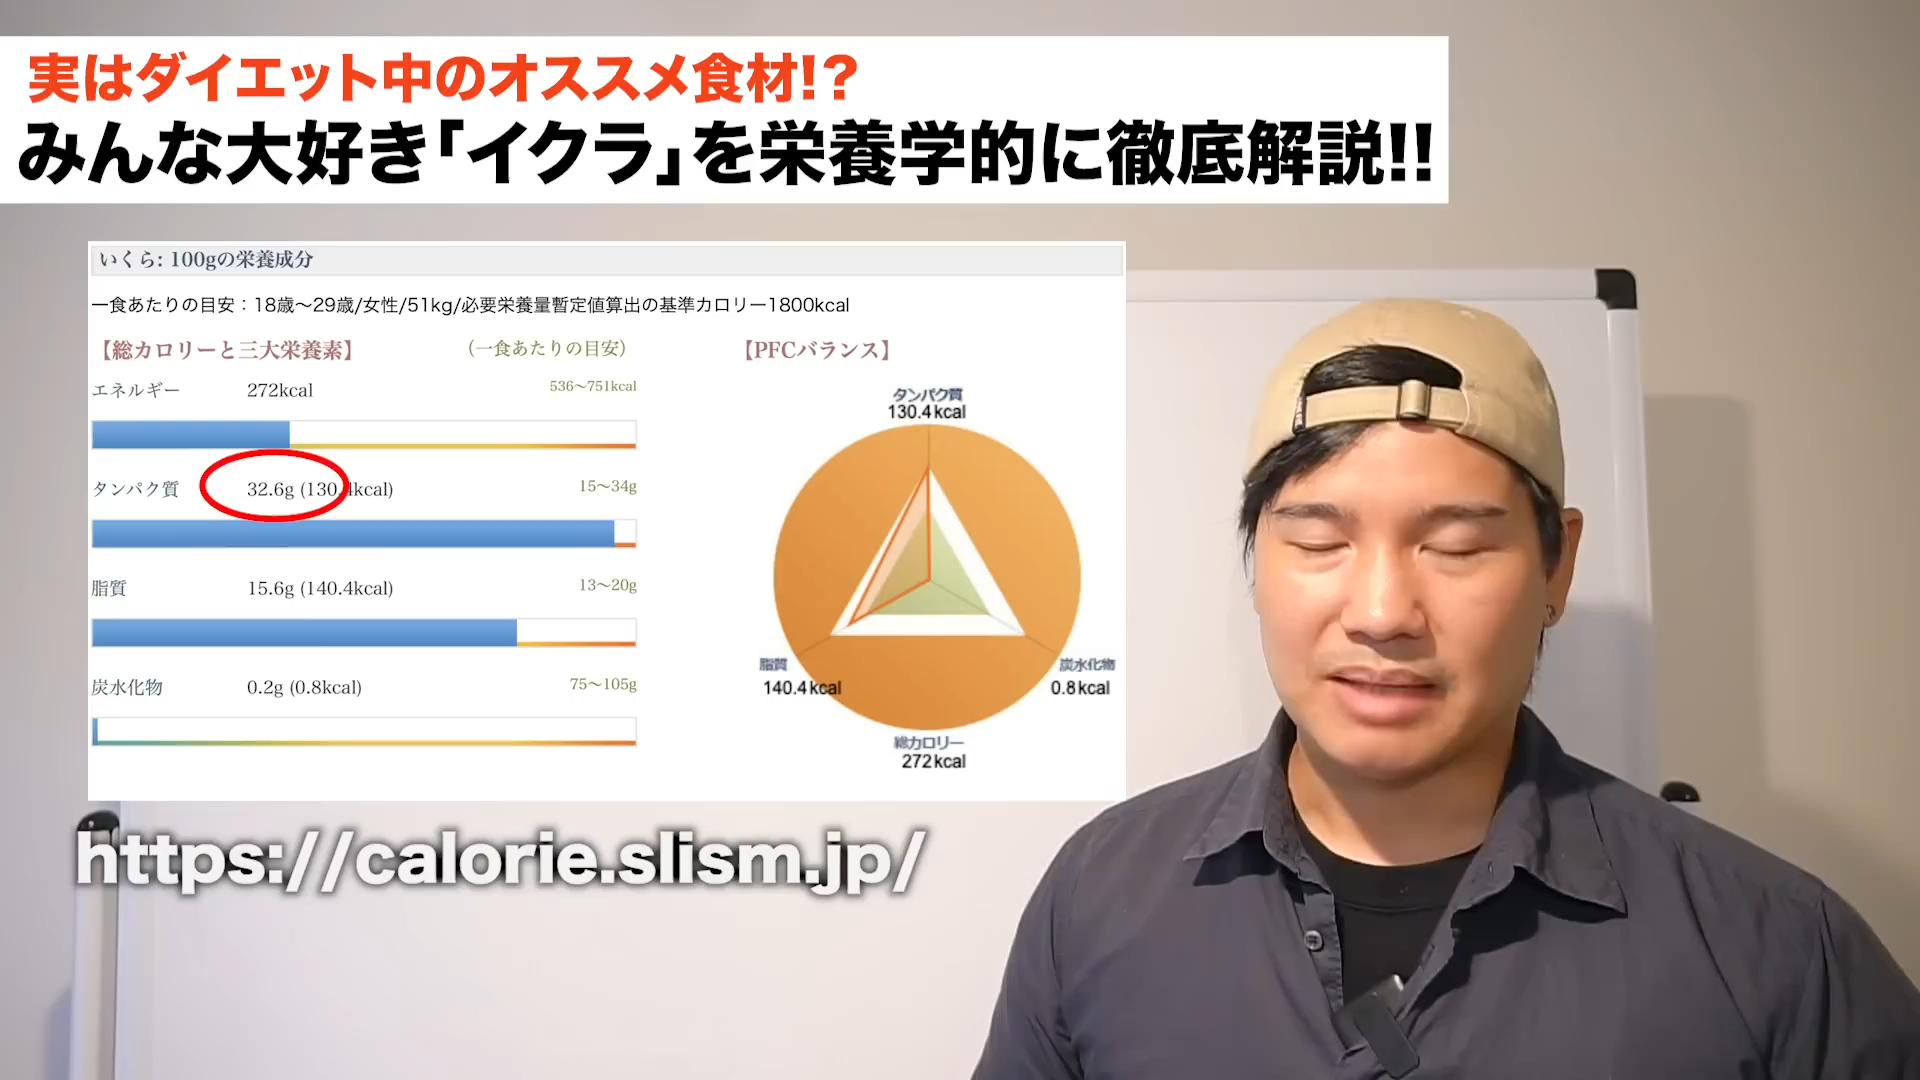 実はダイエット中のオススメ食材!?
みんな大好き「イクラ」を栄養学的に徹底解説!!
いくら: 100gの栄養成分
一食あたりの目安：18歳〜29歳/女性/51kg/必要栄養量暫定値算出の基準カロリー1800kcal
【総カロリーと三大栄養素】 （一食あたりの目安）
エネルギー 272kcal 536〜751kcal
タンパク質 32.6g (130.4kcal) 15〜34g
脂質 15.6g (140.4kcal) 13〜20g
炭水化物 0.2g (0.8kcal) 75〜105g
【PFCバランス】
タンパク質
130.4kcal
脂質
140.4kcal
炭水化物
0.8kcal
総カロリー
272kcal
https://calorie.slism.jp/